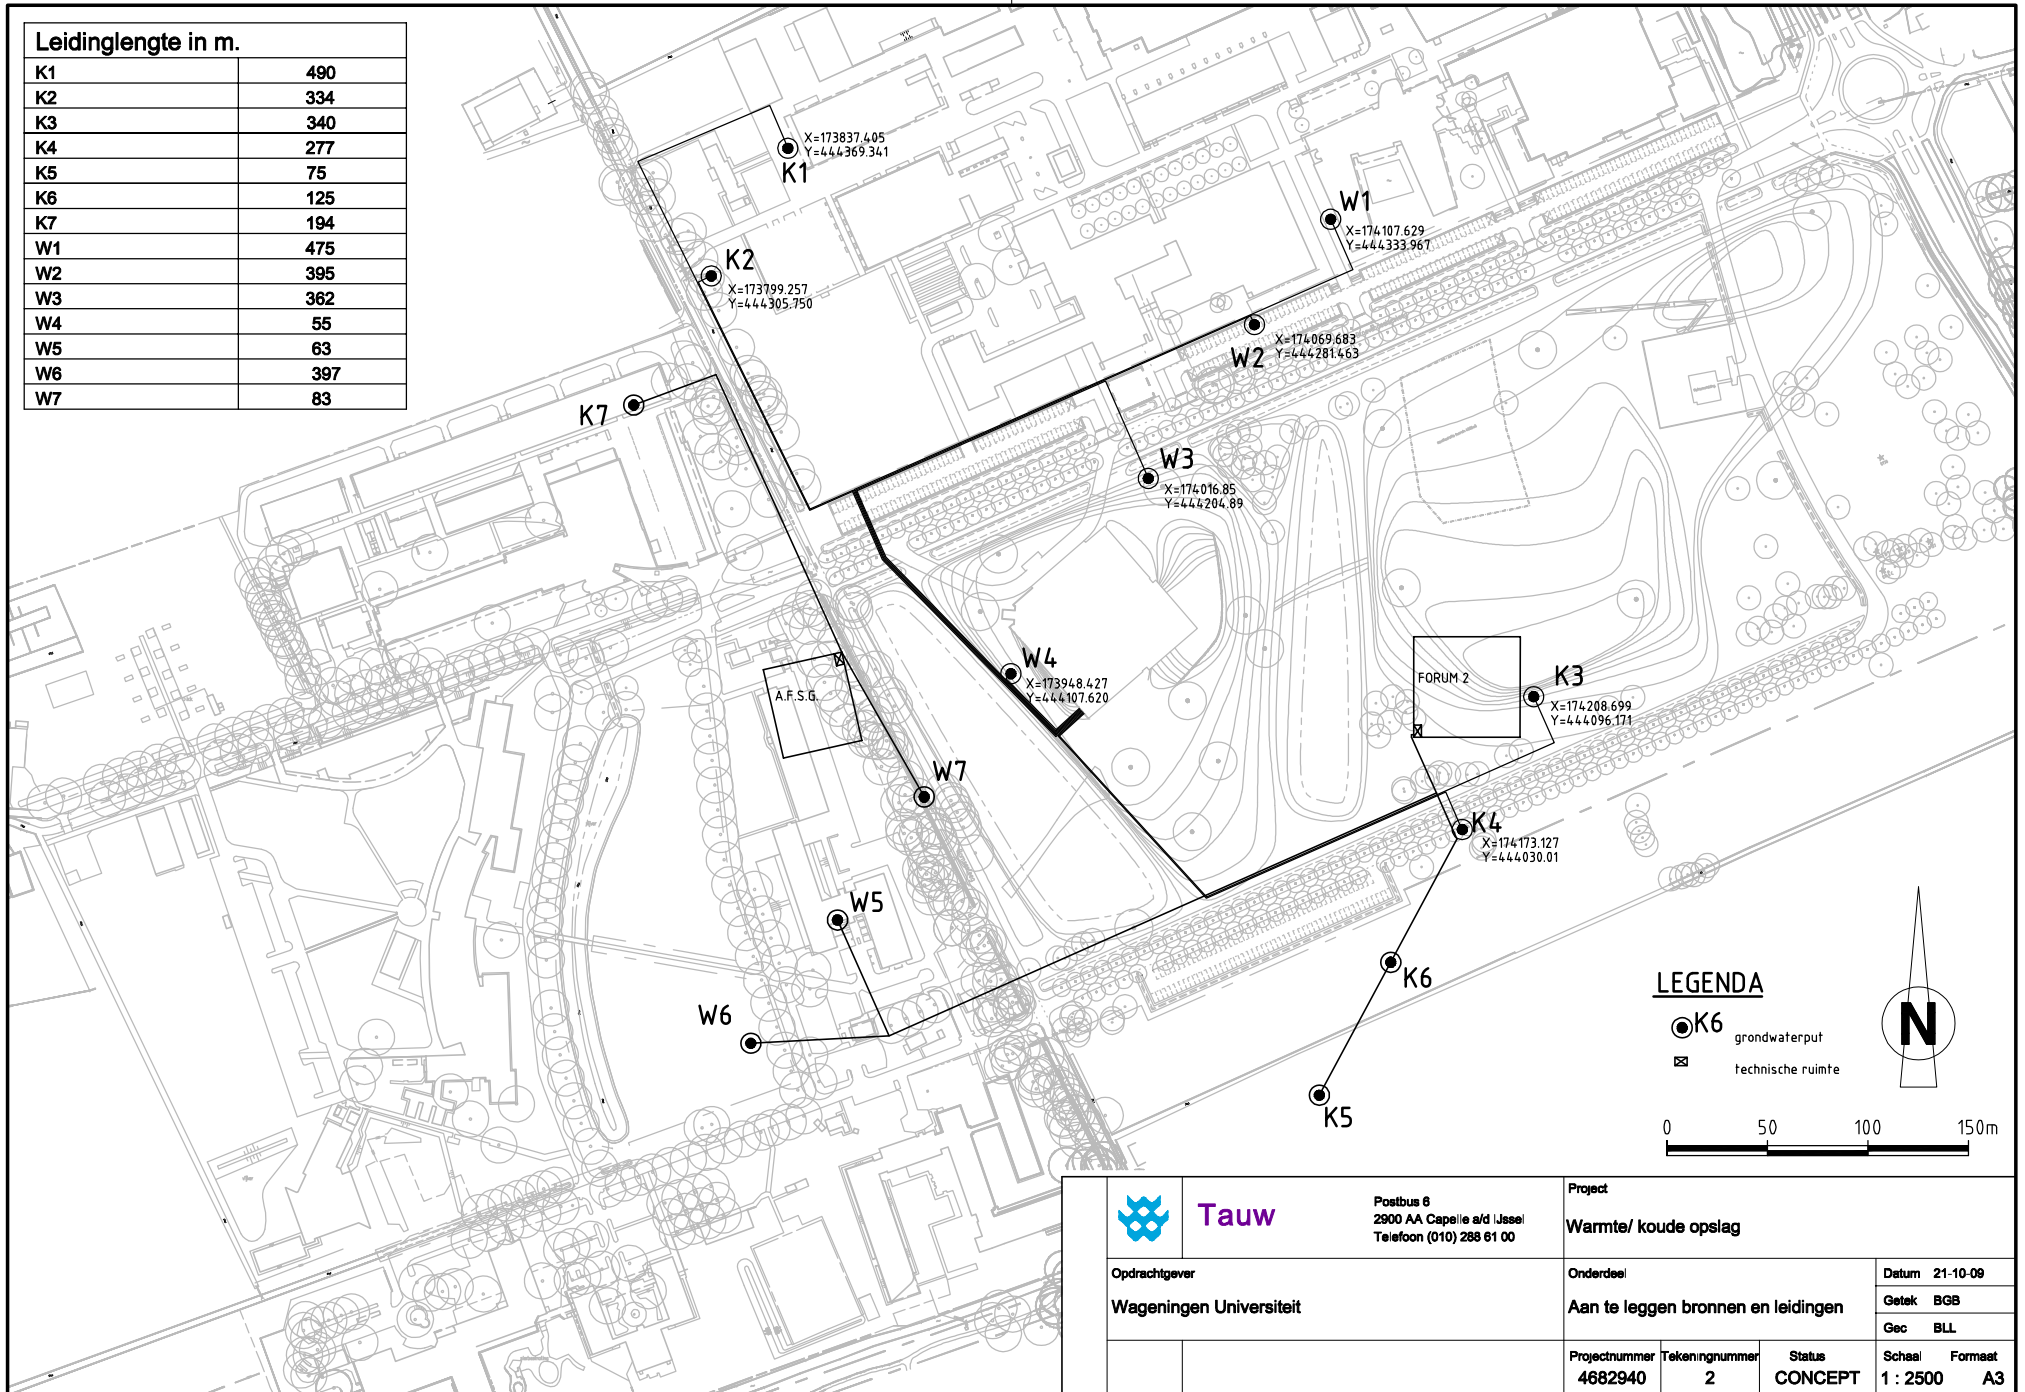 Leidinglengte in m.
K1 490
K2 334
K3 340
K4 277
K5 75
K6 125
K7 194
W1 475
W2 395
W3 362
W4 55
W5 63
W6 397
W7 83
X=173837.405
Y=444369.341
K1
W1
X=174107.629
Y=444333.967
K2
X=173799.257
Y=444305.750
X=174069.683
Y=444281.463
W2
K7
W3
X=174016.85
Y=444204.89
W4
X=173948.427
Y=444107.620
A.F.S.G.
FORUM 2
K3
X=174208.699
Y=444096.171
W7
K4
X=174173.127
Y=444030.01
W5
K6
W6
K5
LEGENDA
K6 grondwaterput
technische ruimte
N
0 50 100 150m
Tauw
Postbus 6
2900 AA Capelle a/d IJssel
Telefoon (010) 288 61 00
Project
Warmte/ koude opslag
Opdrachtgever
Wageningen Universiteit
Onderdeel
Aan te leggen bronnen en leidingen
Datum 21-10-09
Getek BGB
Gec BLL
Projectnummer
4682940
Tekeningnummer
2
Status
CONCEPT
Schaal
1 : 2500
Formaat
A3